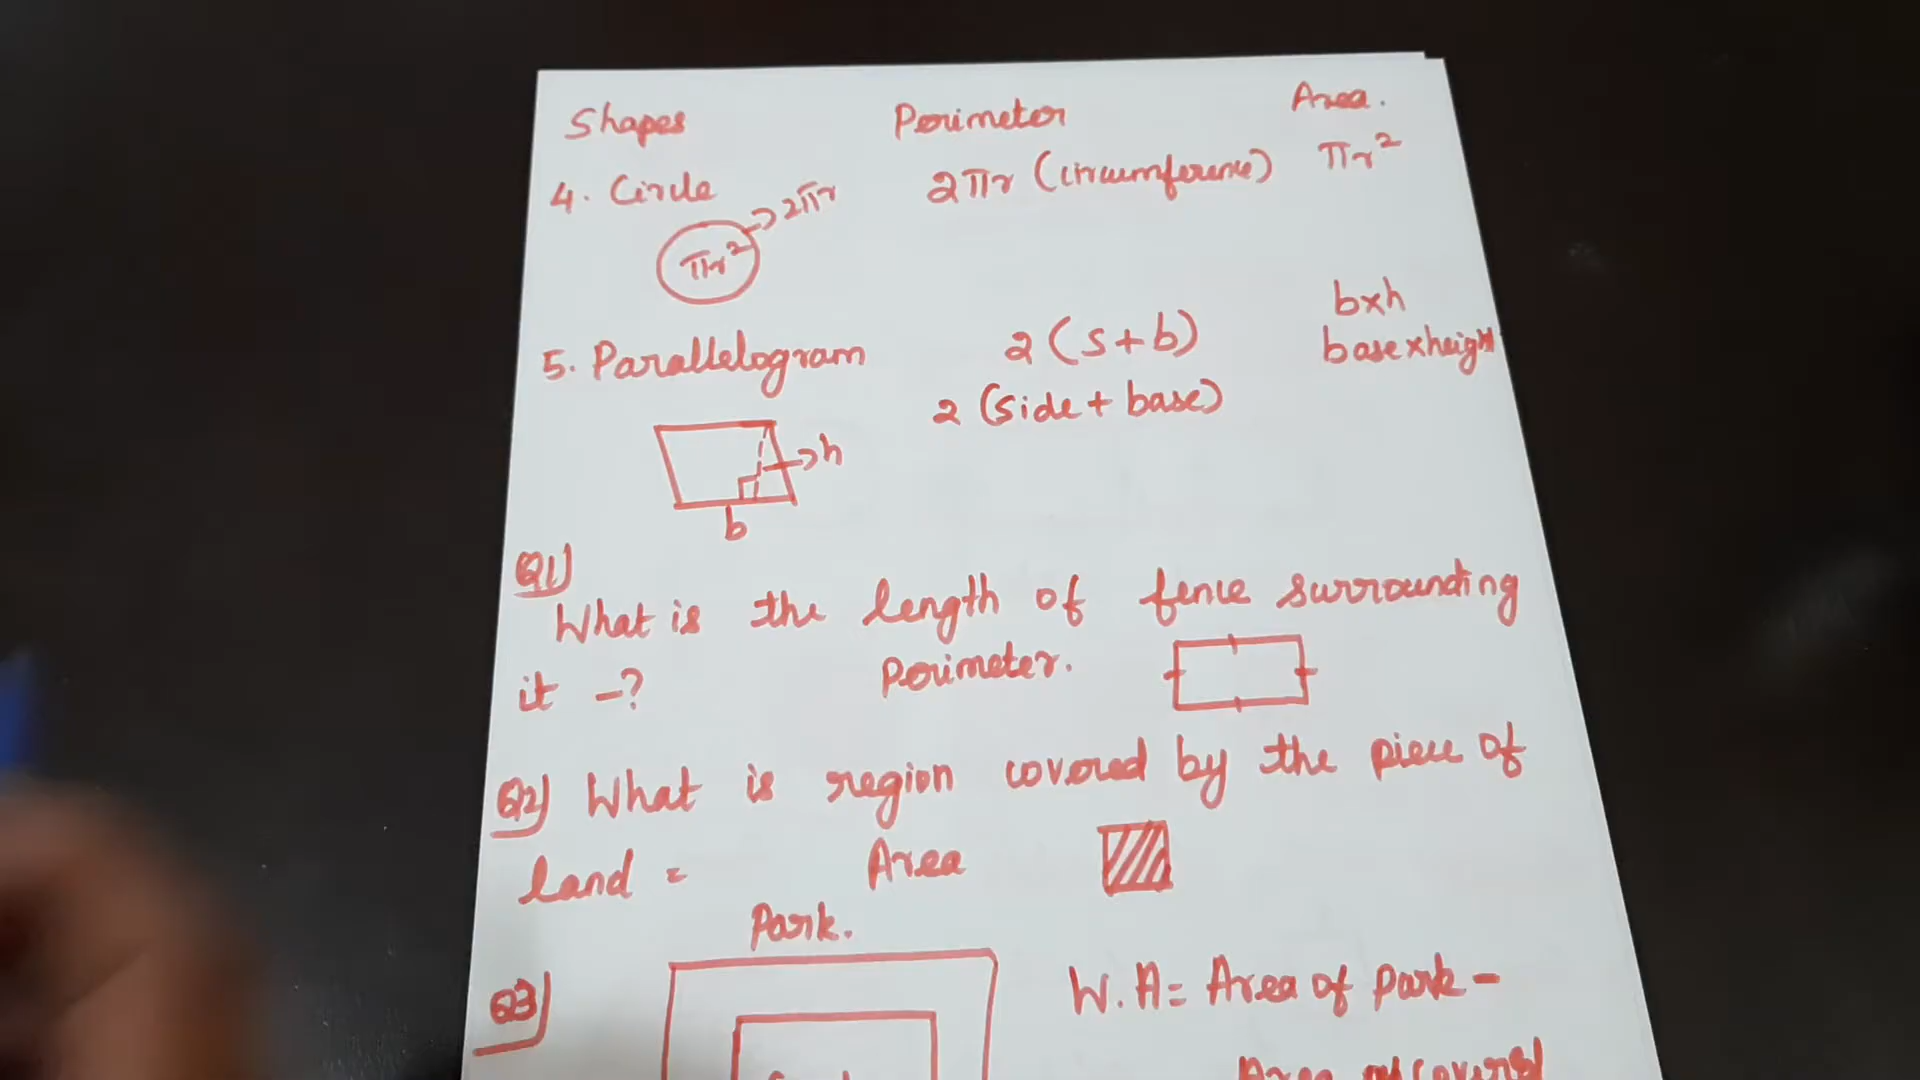 Shapes Perimeter Area.
4. Circle 2πr (circumference) πr²
→ 2πr
πr²
5. Parallelogram 2 (s+b) b×h
2 (side + base) base×height
→h
b
Q1) What is the length of fence surrounding
it -? Perimeter.
Q2) What is region covered by the piece of
land = Area
Park.
Q3) W.A = Area of park -
Area